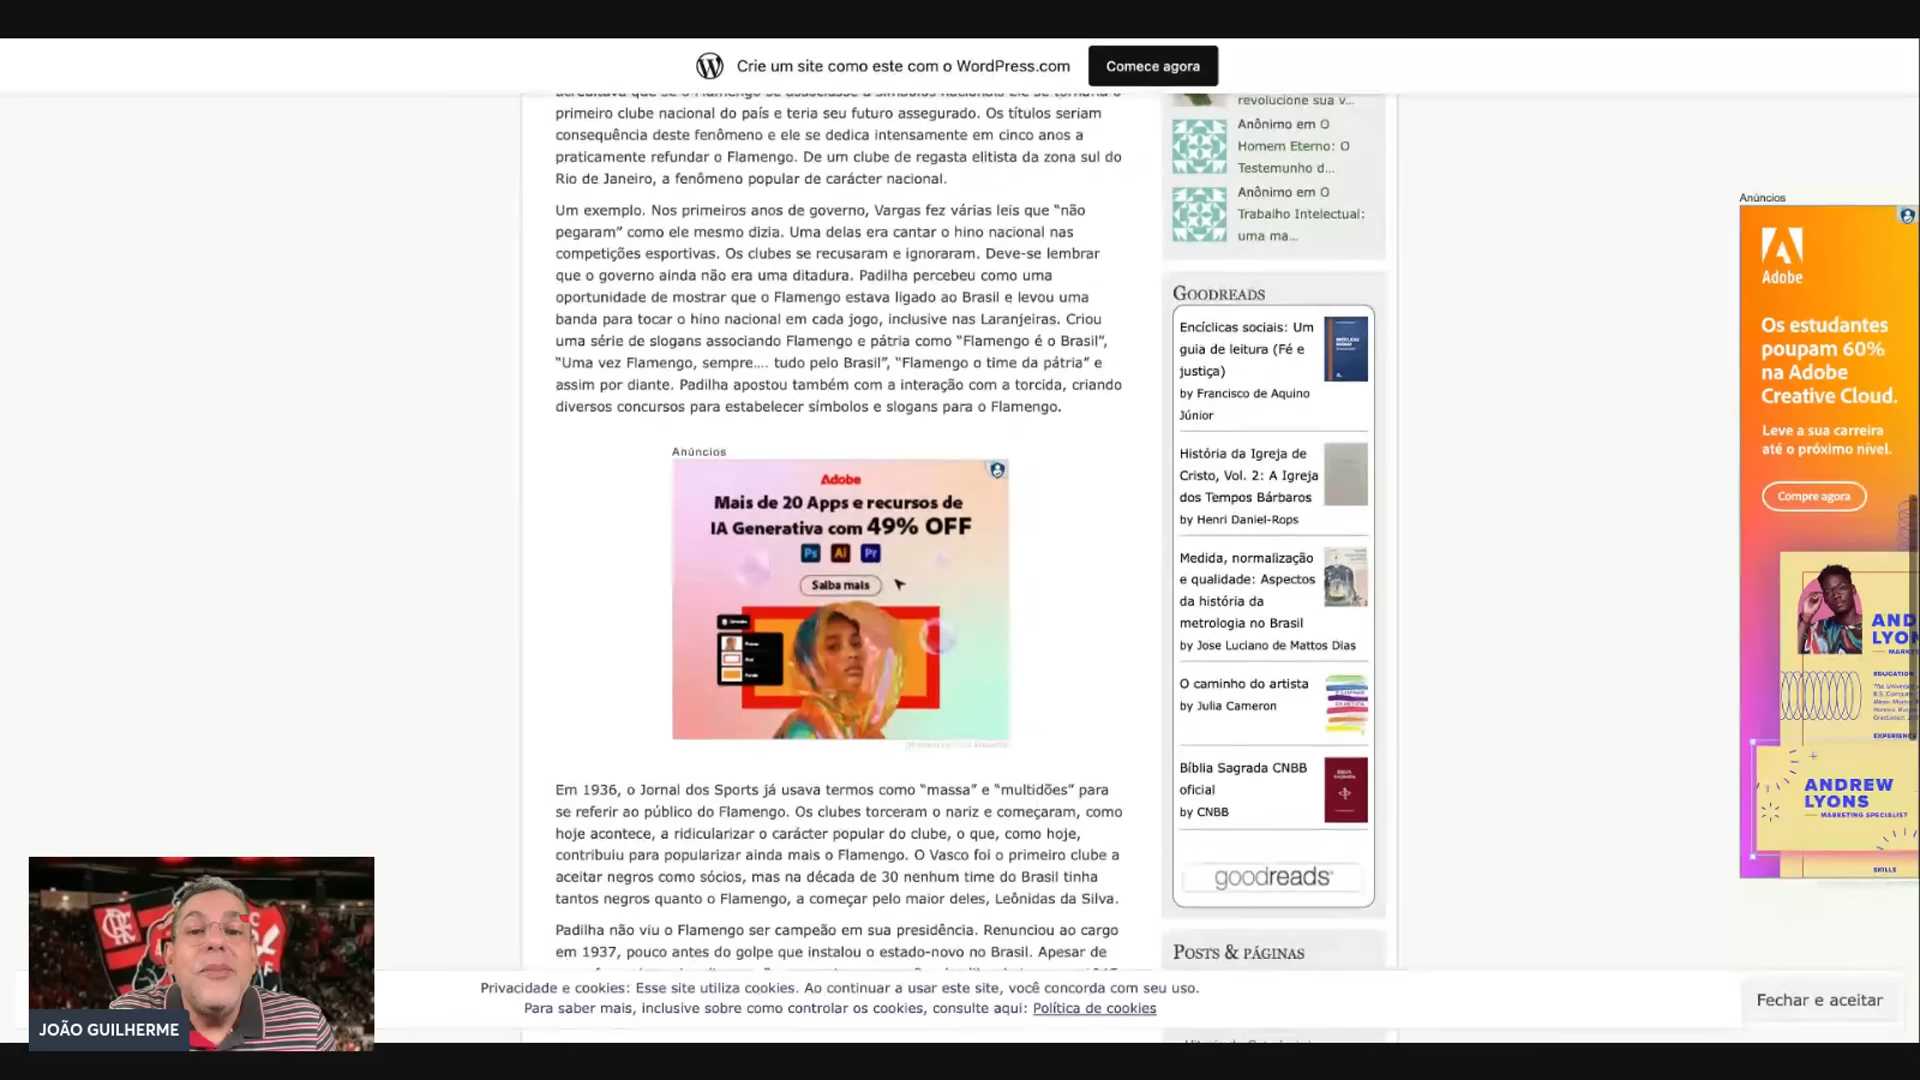 Crie um site como este com o WordPress.com
Comece agora
acreditava que se o Flamengo se associasse a símbolos nacionais ele se tornaria o
primeiro clube nacional do país e teria seu futuro assegurado. Os títulos seriam
consequência deste fenômeno e ele se dedica intensamente em cinco anos a
praticamente refundar o Flamengo. De um clube de regasta elitista da zona sul do
Rio de Janeiro, a fenômeno popular de carácter nacional.
Um exemplo. Nos primeiros anos de governo, Vargas fez várias leis que “não
pegaram” como ele mesmo dizia. Uma delas era cantar o hino nacional nas
competições esportivas. Os clubes se recusaram e ignoraram. Deve-se lembrar
que o governo ainda não era uma ditadura. Padilha percebeu como uma
oportunidade de mostrar que o Flamengo estava ligado ao Brasil e levou uma
banda para tocar o hino nacional em cada jogo, inclusive nas Laranjeiras. Criou
uma série de slogans associando Flamengo e pátria como “Flamengo é o Brasil”,
“Uma vez Flamengo, sempre.... tudo pelo Brasil”, “Flamengo o time da pátria” e
assim por diante. Padilha apostou também com a interação com a torcida, criando
diversos concursos para estabelecer símbolos e slogans para o Flamengo.
Anúncios
Adobe
Mais de 20 Apps e recursos de
IA Generativa com 49% OFF
Ps Ai Pr
Saiba mais
Em 1936, o Jornal dos Sports já usava termos como “massa” e “multidões” para
se referir ao público do Flamengo. Os clubes torceram o nariz e começaram, como
hoje acontece, a ridicularizar o carácter popular do clube, o que, como hoje,
contribuiu para popularizar ainda mais o Flamengo. O Vasco foi o primeiro clube a
aceitar negros como sócios, mas na década de 30 nenhum time do Brasil tinha
tantos negros quanto o Flamengo, a começar pelo maior deles, Leônidas da Silva.
Padilha não viu o Flamengo ser campeão em sua presidência. Renunciou ao cargo
em 1937, pouco antes do golpe que instalou o estado-novo no Brasil. Apesar de
revolucione sua v...
Anônimo em O
Homem Eterno: O
Testemunho d...
Anônimo em O
Trabalho Intelectual:
uma ma...
Goodreads
Encíclicas sociais: Um
guia de leitura (Fé e
justiça)
by Francisco de Aquino
Júnior
História da Igreja de
Cristo, Vol. 2: A Igreja
dos Tempos Bárbaros
by Henri Daniel-Rops
Medida, normalização
e qualidade: Aspectos
da história da
metrologia no Brasil
by Jose Luciano de Mattos Dias
O caminho do artista
by Julia Cameron
Bíblia Sagrada CNBB
oficial
by CNBB
goodreads
Posts & páginas
Anúncios
Adobe
Os estudantes
poupam 60%
na Adobe
Creative Cloud.
Leve a sua carreira
até o próximo nível.
Compre agora
AND
LYON
MARK
EDUCATION
EXPERIENC
ANDREW
LYONS
MARKETING SPECIALIST
SKILLS
Privacidade e cookies: Esse site utiliza cookies. Ao continuar a usar este site, você concorda com seu uso.
Para saber mais, inclusive sobre como controlar os cookies, consulte aqui: Política de cookies
Fechar e aceitar
JOÃO GUILHERME